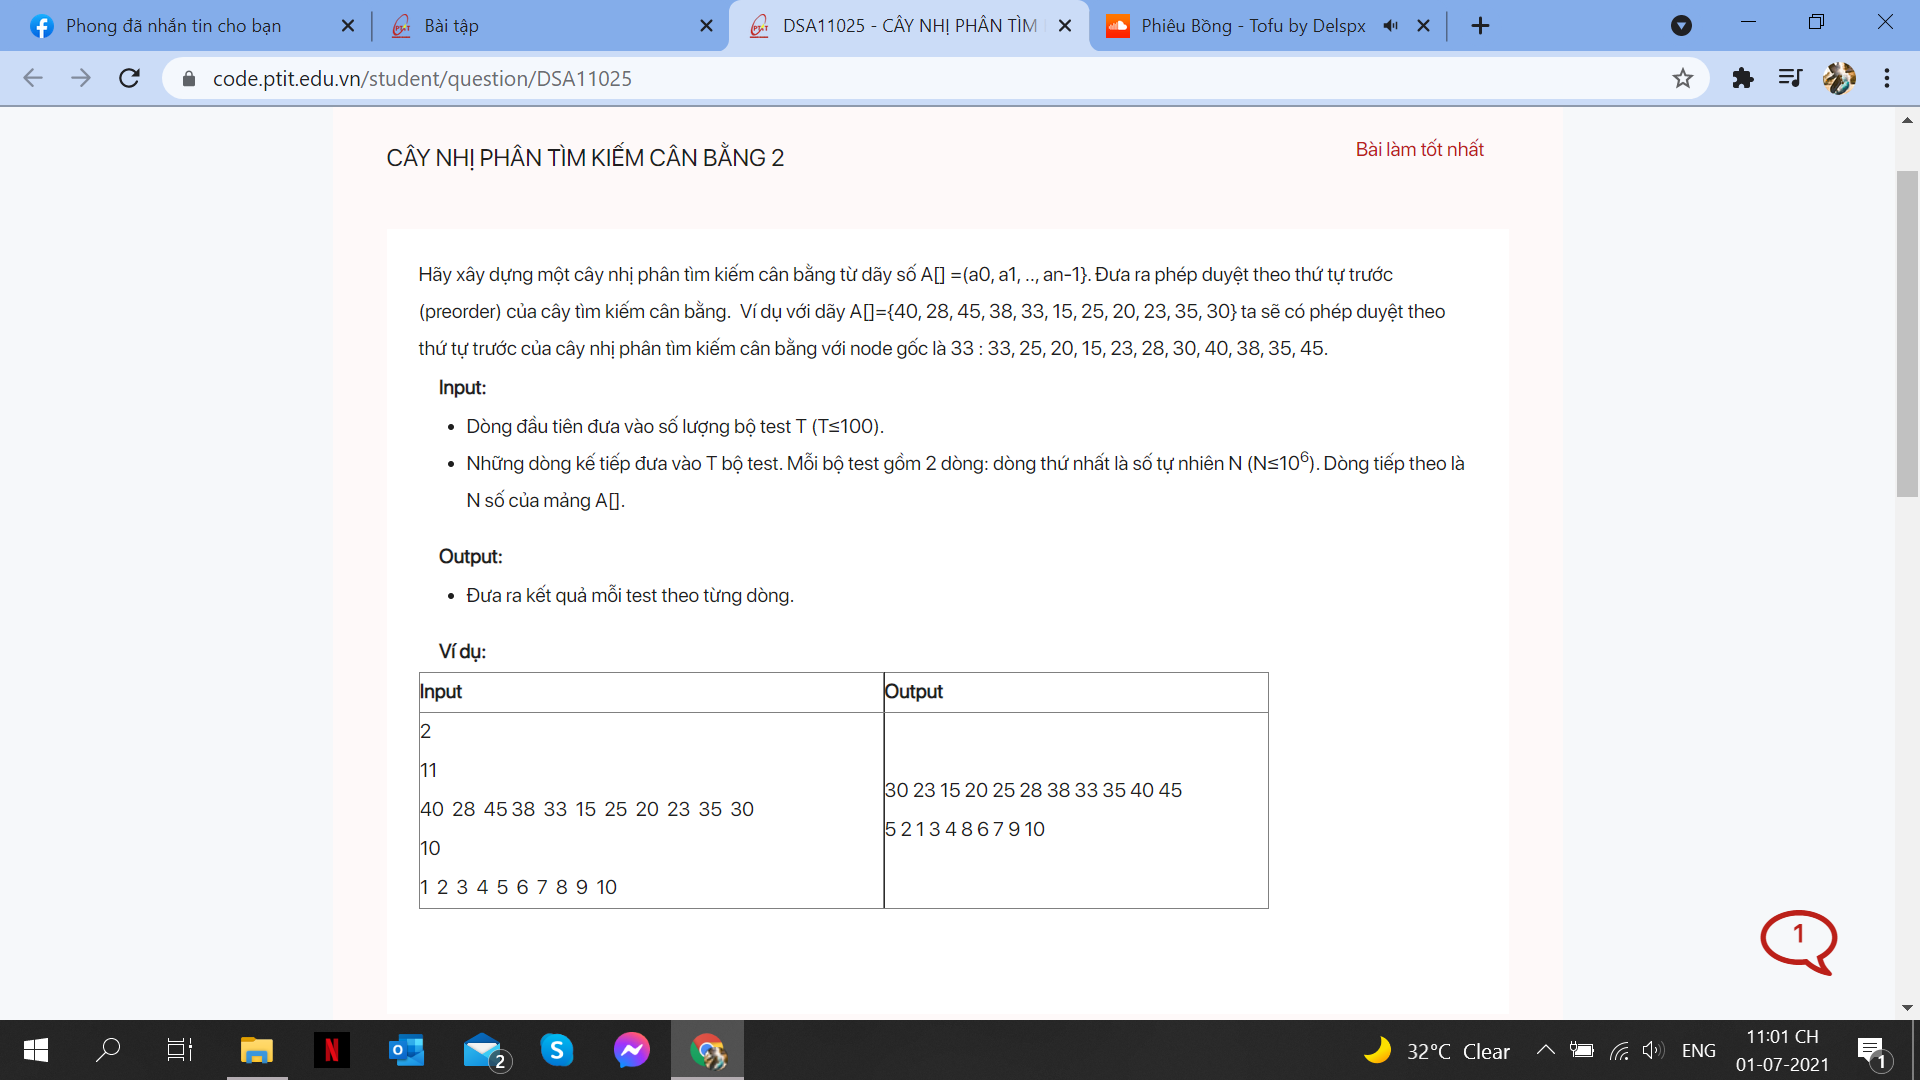 Phong đã nhắn tin cho bạn
Bài tập
DSA11025 - CÂY NHỊ PHÂN TÌM
Phiêu Bồng - Tofu by Delspx
code.ptit.edu.vn/student/question/DSA11025
CÂY NHỊ PHÂN TÌM KIẾM CÂN BẰNG 2
Bài làm tốt nhất
Hãy xây dựng một cây nhị phân tìm kiếm cân bằng từ dãy số A[] =(a0, a1, .., an-1}. Đưa ra phép duyệt theo thứ tự trước
(preorder) của cây tìm kiếm cân bằng.  Ví dụ với dãy A[]={40, 28, 45, 38, 33, 15, 25, 20, 23, 35, 30} ta sẽ có phép duyệt theo
thứ tự trước của cây nhị phân tìm kiếm cân bằng với node gốc là 33 : 33, 25, 20, 15, 23, 28, 30, 40, 38, 35, 45.
Input:
• Dòng đầu tiên đưa vào số lượng bộ test T (T≤100).
• Những dòng kế tiếp đưa vào T bộ test. Mỗi bộ test gồm 2 dòng: dòng thứ nhất là số tự nhiên N (N≤10⁶). Dòng tiếp theo là
N số của mảng A[].
Output:
• Đưa ra kết quả mỗi test theo từng dòng.
Ví dụ:
Input
Output
2
11
40 28 45 38 33 15 25 20 23 35 30
10
1 2 3 4 5 6 7 8 9 10
30 23 15 20 25 28 38 33 35 40 45
5 2 1 3 4 8 6 7 9 10
1
2
32°C Clear
ENG
11:01 CH
01-07-2021
1